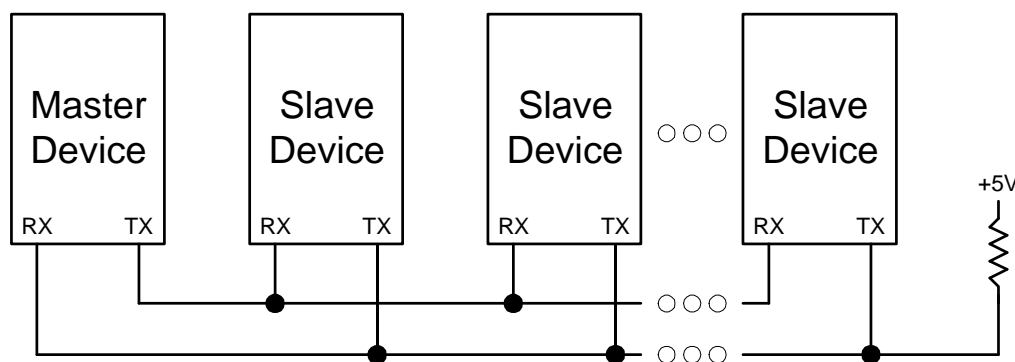 Master
Device
Slave
Device
Slave
Device
Slave
Device
RX TX
RX TX
RX TX
RX TX
+5V